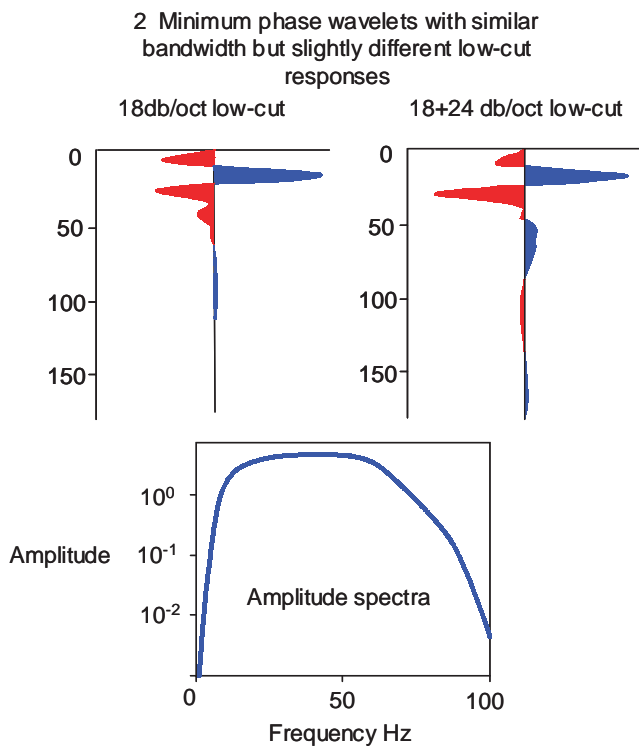 2 Minimum phase wavelets with similar
bandwidth but slightly different low-cut
responses
18db/oct low-cut
18+24 db/oct low-cut
0
50
100
150
0
50
100
150
10⁰
10⁻¹
10⁻²
Amplitude
Amplitude spectra
0
50
100
Frequency Hz